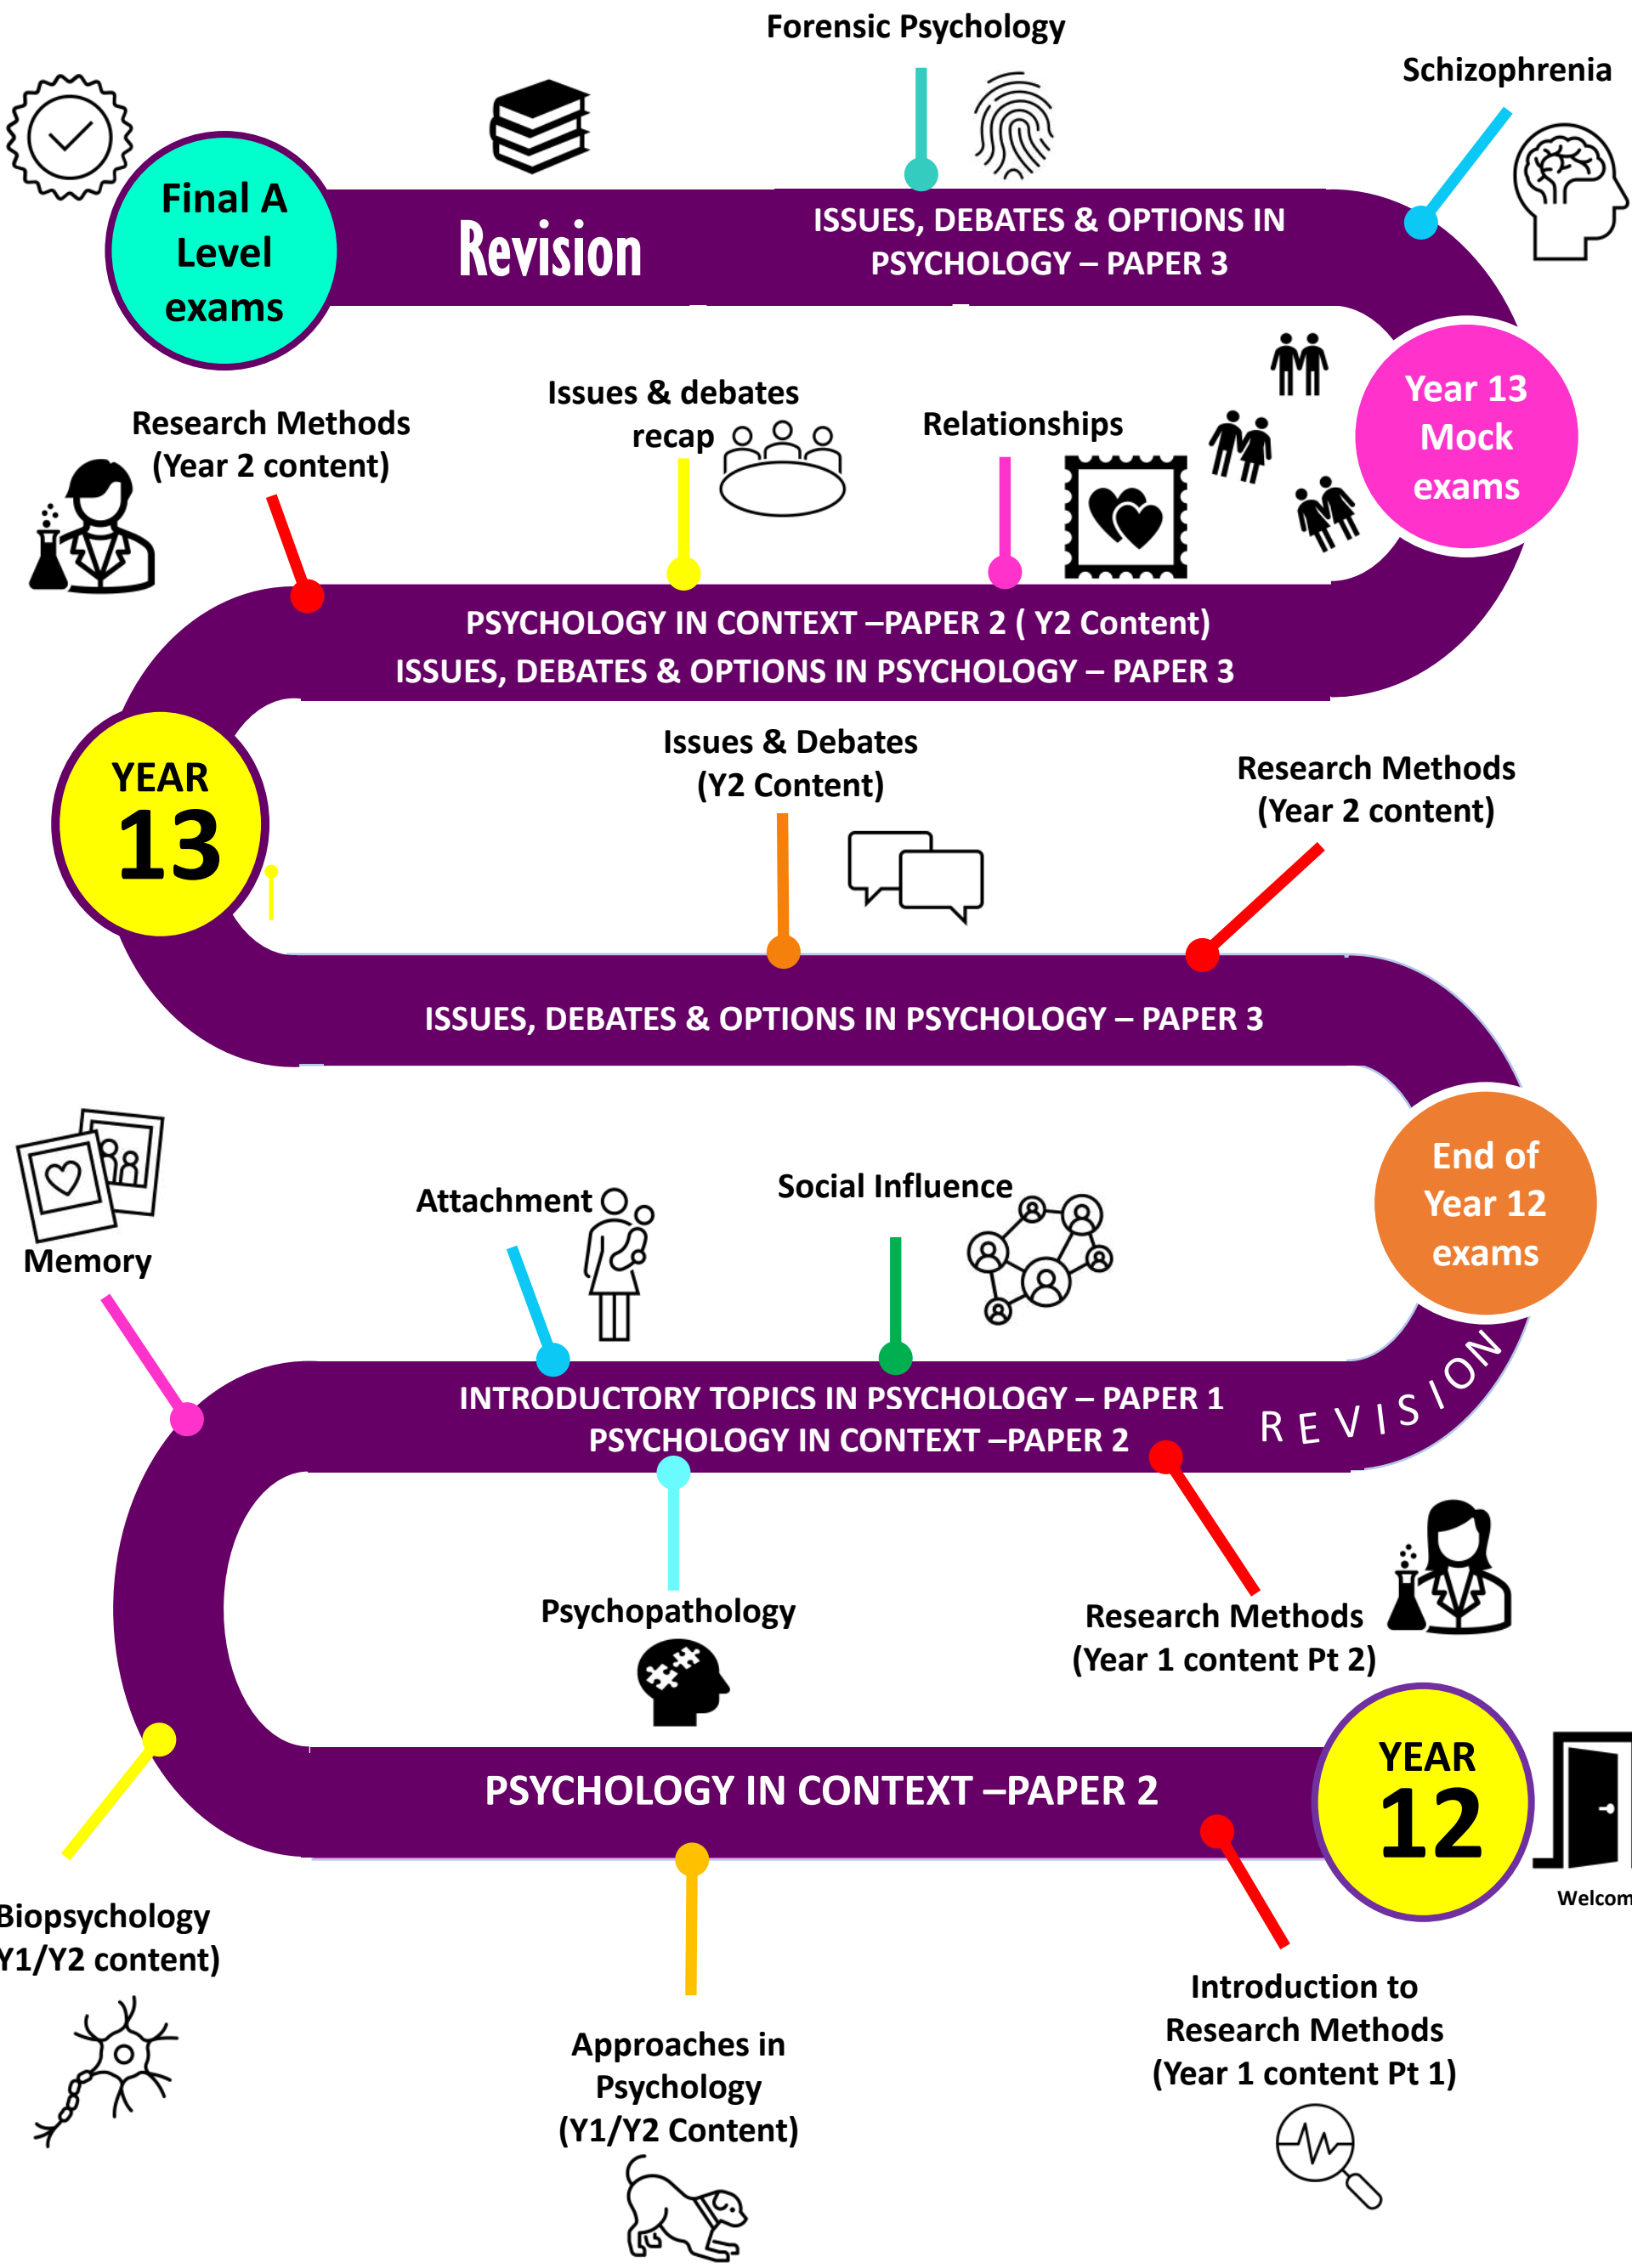 Forensic Psychology
Schizophrenia
Final A
Level
exams
Revision
ISSUES, DEBATES & OPTIONS IN
PSYCHOLOGY – PAPER 3
Year 13
Mock
exams
Research Methods
(Year 2 content)
Issues & debates
recap
Relationships
PSYCHOLOGY IN CONTEXT –PAPER 2 ( Y2 Content)
ISSUES, DEBATES & OPTIONS IN PSYCHOLOGY – PAPER 3
YEAR
13
Issues & Debates
(Y2 Content)
Research Methods
(Year 2 content)
ISSUES, DEBATES & OPTIONS IN PSYCHOLOGY – PAPER 3
End of
Year 12
exams
Memory
Attachment
Social Influence
INTRODUCTORY TOPICS IN PSYCHOLOGY – PAPER 1
PSYCHOLOGY IN CONTEXT –PAPER 2
REVISION
Psychopathology
Research Methods
(Year 1 content Pt 2)
YEAR
12
PSYCHOLOGY IN CONTEXT –PAPER 2
Welcom
Biopsychology
Y1/Y2 content)
Approaches in
Psychology
(Y1/Y2 Content)
Introduction to
Research Methods
(Year 1 content Pt 1)